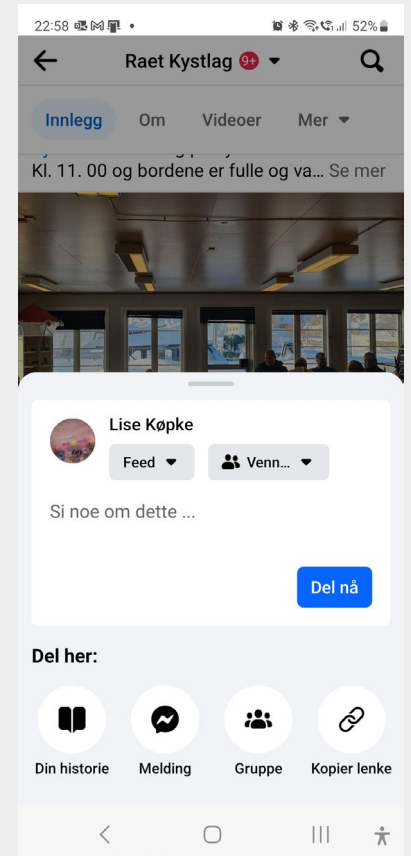 22:58 52%
Raet Kystlag 9+
Innlegg Om Videoer Mer
Kl. 11. 00 og bordene er fulle og va... Se mer
Lise Køpke
Feed Venn...
Si noe om dette ...
Del nå
Del her:
Din historie Melding Gruppe Kopier lenke